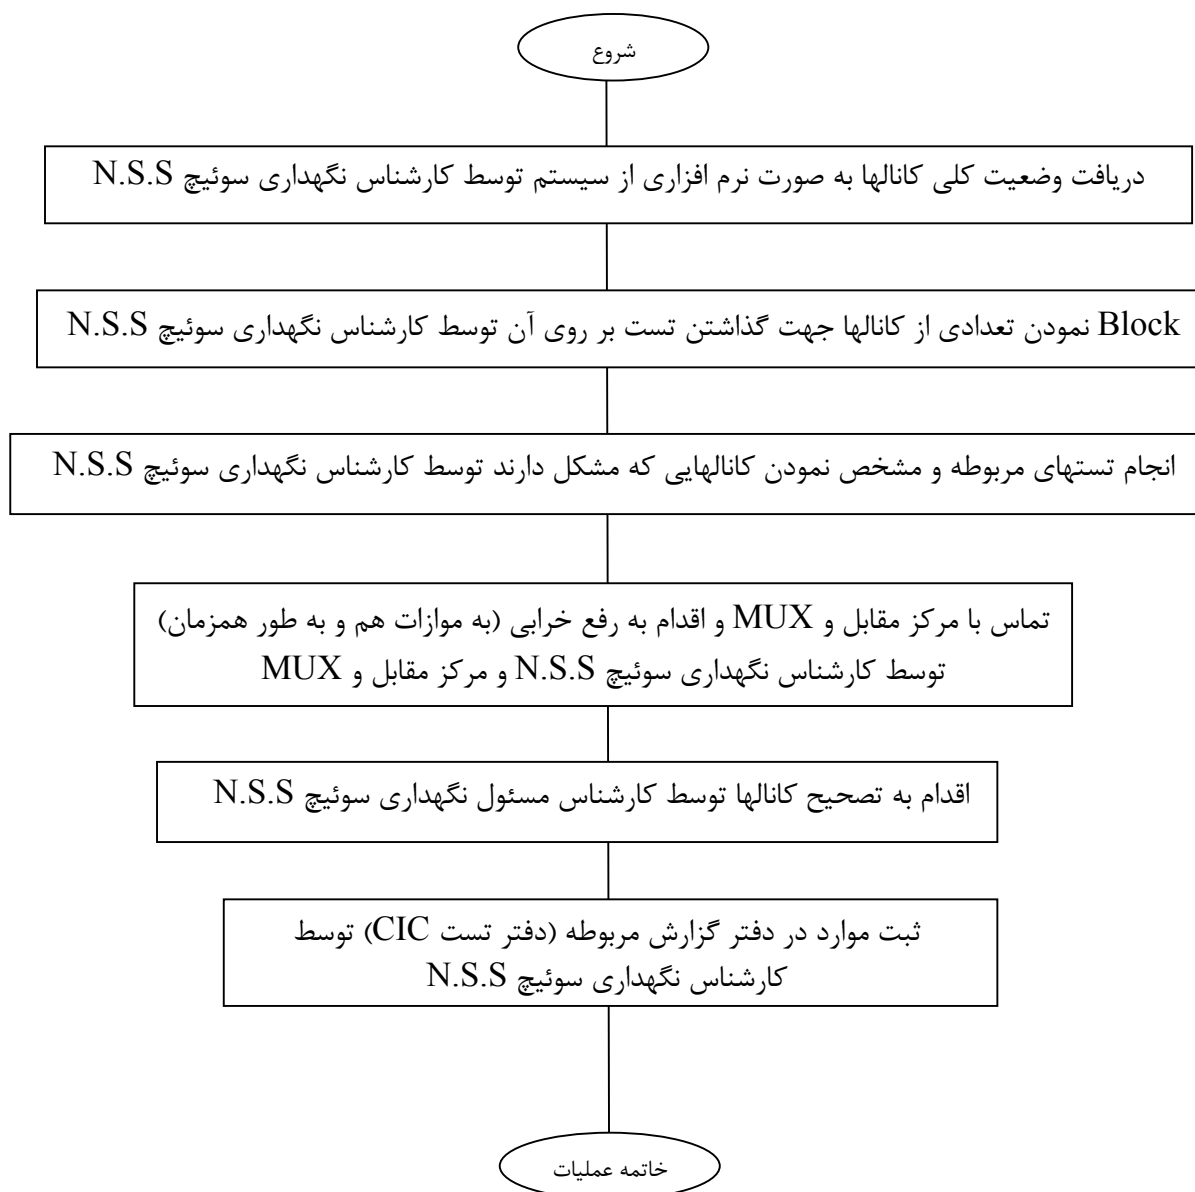 شروع
دریافت وضعیت کلی کانالها به صورت نرم افزاری از سیستم توسط کارشناس نگهداری سوئیچ N.S.S
Block نمودن تعدادی از کانالها جهت گذاشتن تست بر روی آن توسط کارشناس نگهداری سوئیچ N.S.S
انجام تستهای مربوطه و مشخص نمودن کانالهایی که مشکل دارند توسط کارشناس نگهداری سوئیچ N.S.S
تماس با مرکز مقابل و MUX و اقدام به رفع خرابی (به موازات هم و به طور همزمان)
توسط کارشناس نگهداری سوئیچ N.S.S و مرکز مقابل و MUX
اقدام به تصحیح کانالها توسط کارشناس مسئول نگهداری سوئیچ N.S.S
ثبت موارد در دفتر گزارش مربوطه (دفتر تست CIC) توسط
کارشناس نگهداری سوئیچ N.S.S
خاتمه عملیات